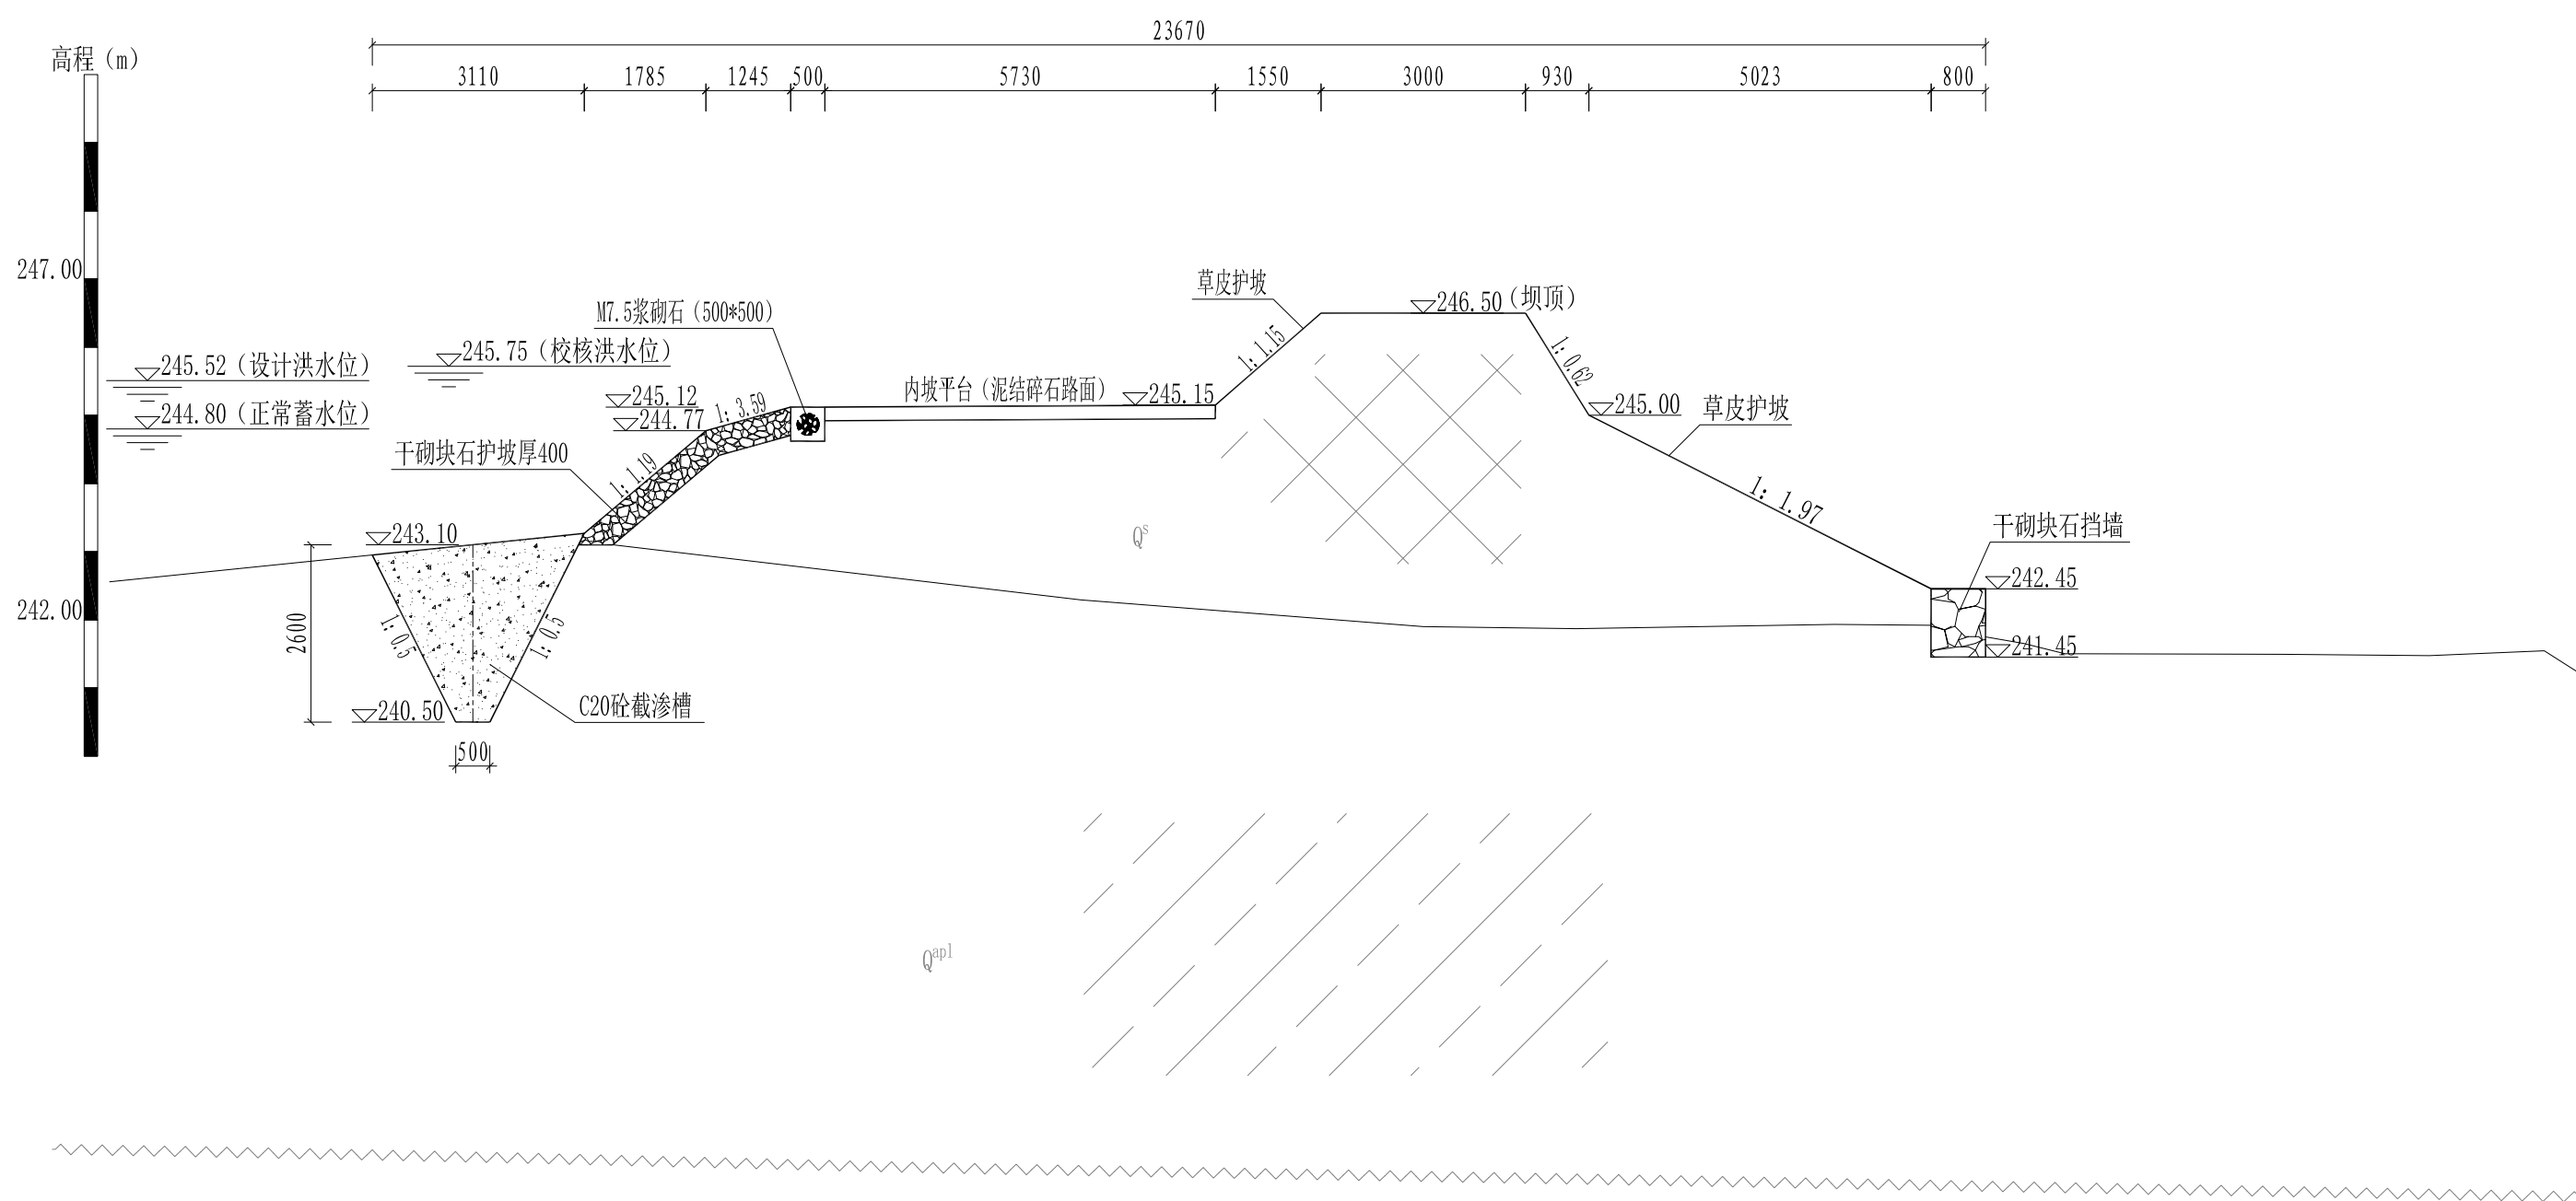 23670
高程（m）
3110 1785 1245 500 5730 1550 3000 930 5023 800
247.00
草皮护坡
246.50（坝顶）
M7.5浆砌石（500*500）
1：1.15
1：0.62
245.75（校核洪水位）
245.52（设计洪水位）
内坡平台（泥结碎石路面）
245.15
245.12
1：3.59
244.77
245.00
草皮护坡
244.80（正常蓄水位）
干砌块石护坡厚400
1：1.19
1：1.97
243.10
Qs
干砌块石挡墙
242.45
242.00
2600
1：0.5
1：0.5
241.45
240.50
C20砼截渗槽
500
Qapl